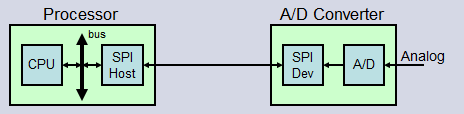 Processor
A/D Converter
bus
CPU
SPI
Host
SPI
Dev
A/D
Analog